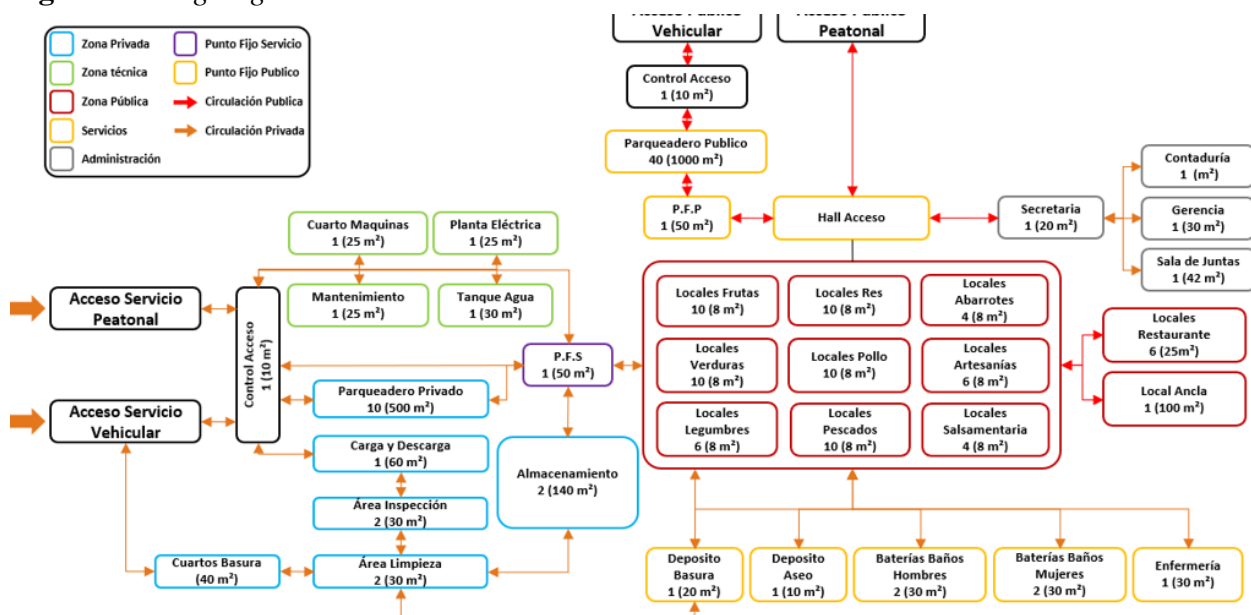 Zona Privada
Zona técnica
Zona Pública
Servicios
Administración
Punto Fijo Servicio
Punto Fijo Publico
Circulación Publica
Circulación Privada
Vehicular
Peatonal
Control Acceso
1 (10 m²)
Parqueadero Publico
40 (1000 m²)
P.F.P
1 (50 m²)
Hall Acceso
Secretaria
1 (20 m²)
Contaduría
1 (m²)
Gerencia
1 (30 m²)
Sala de Juntas
1 (42 m²)
Cuarto Maquinas
1 (25 m²)
Planta Eléctrica
1 (25 m²)
Mantenimiento
1 (25 m²)
Tanque Agua
1 (30 m²)
Acceso Servicio
Peatonal
Acceso Servicio
Vehicular
Control Acceso
1 (10 m²)
P.F.S
1 (50 m²)
Parqueadero Privado
10 (500 m²)
Carga y Descarga
1 (60 m²)
Área Inspección
2 (30 m²)
Área Limpieza
2 (30 m²)
Cuartos Basura
(40 m²)
Almacenamiento
2 (140 m²)
Locales Frutas
10 (8 m²)
Locales Res
10 (8 m²)
Locales
Abarrotes
4 (8 m²)
Locales
Verduras
10 (8 m²)
Locales Pollo
10 (8 m²)
Locales
Artesanías
6 (8 m²)
Locales
Legumbres
6 (8 m²)
Locales
Pescados
10 (8 m²)
Locales
Salsamentaria
4 (8 m²)
Locales
Restaurante
6 (25m²)
Local Ancla
1 (100 m²)
Deposito
Basura
1 (20 m²)
Deposito
Aseo
1 (10 m²)
Baterías Baños
Hombres
2 (30 m²)
Baterías Baños
Mujeres
2 (30 m²)
Enfermería
1 (30 m²)